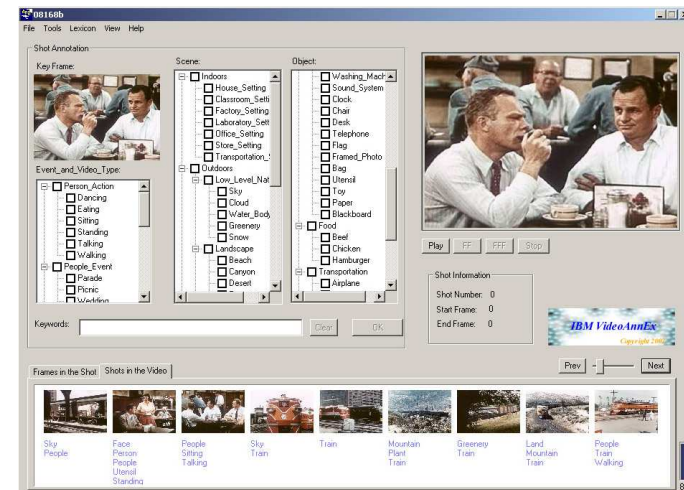 08168b
File Tools Lexicon View Help
Shot Annotation
Key Frame:
Scene:
Object:
Indoors
House_Setting
Classroom_Setti
Factory_Setting
Laboratory_Sett
Office_Setting
Store_Setting
Transportation_
Outdoors
Low_Level_Nat
Sky
Cloud
Water_Body
Greenery
Snow
Landscape
Beach
Canyon
Desert
Washing_Mach
Sound_System
Clock
Chair
Desk
Telephone
Flag
Framed_Photo
Bag
Utensil
Toy
Paper
Blackboard
Food
Beef
Chicken
Hamburger
Transportation
Airplane
Event_and_Video_Type:
Person_Action
Dancing
Eating
Sitting
Standing
Talking
Walking
People_Event
Parade
Picnic
Wedding
Keywords:
Clear
OK
Play FF FFF Stop
Shot Information
Shot Number: 0
Start Frame: 0
End Frame: 0
IBM VideoAnnEx
Copyright
Prev
Next
Frames in the Shot
Shots in the Video
Sky
People
Face
Person
People
Utensil
Standing
People
Sitting
Talking
Sky
Train
Train
Mountain
Plant
Train
Greenery
Train
Land
Mountain
Train
People
Train
Walking
8